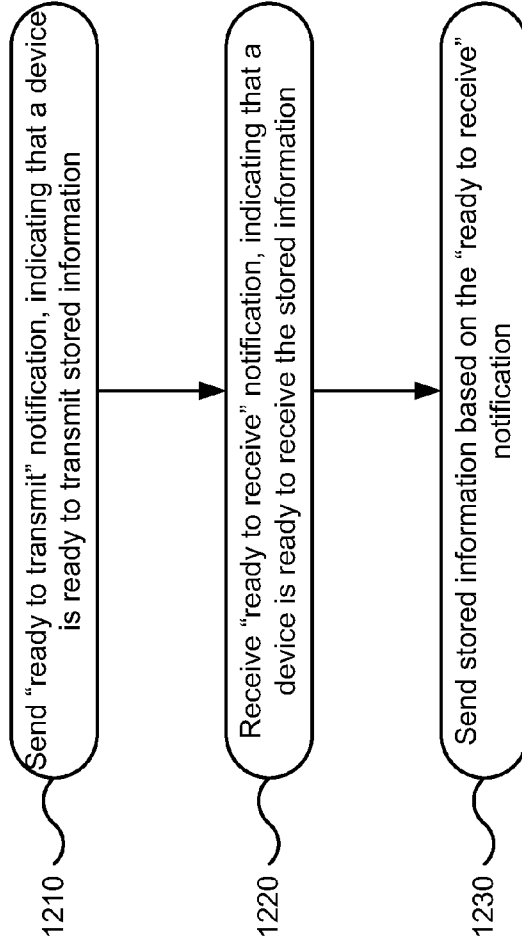 1210
Send “ready to transmit” notification, indicating that a device
is ready to transmit stored information
1220
Receive “ready to receive” notification, indicating that a
device is ready to receive the stored information
1230
Send stored information based on the “ready to receive”
notification